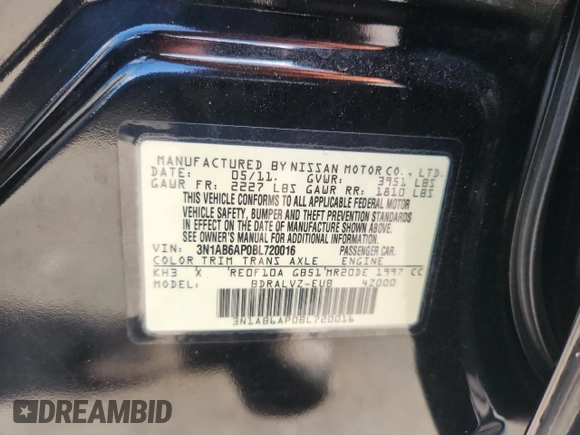 MANUFACTURED BY NISSAN MOTOR CO., LTD.
DATE: 05/11. GVWR: 3951 LBS
GAWR FR: 2227 LBS GAWR RR: 1810 LBS
THIS VEHICLE CONFORMS TO ALL APPLICABLE FEDERAL MOTOR
VEHICLE SAFETY, BUMPER AND THEFT PREVENTION STANDARDS
IN EFFECT ON THE DATE OF MANUFACTURE SHOWN ABOVE.
SEE OWNER'S MANUAL FOR ADDITIONAL INFORMATION.
VIN: 3N1AB6AP0BL720016 PASSENGER CAR.
COLOR TRIM TRANS AXLE ENGINE
KH3 X RE0F10A GB51 MR20DE 1997 CC
MODEL: BDRALVZ-EUB 4Z000
3N1AB6AP0BL720016
DREAMBID